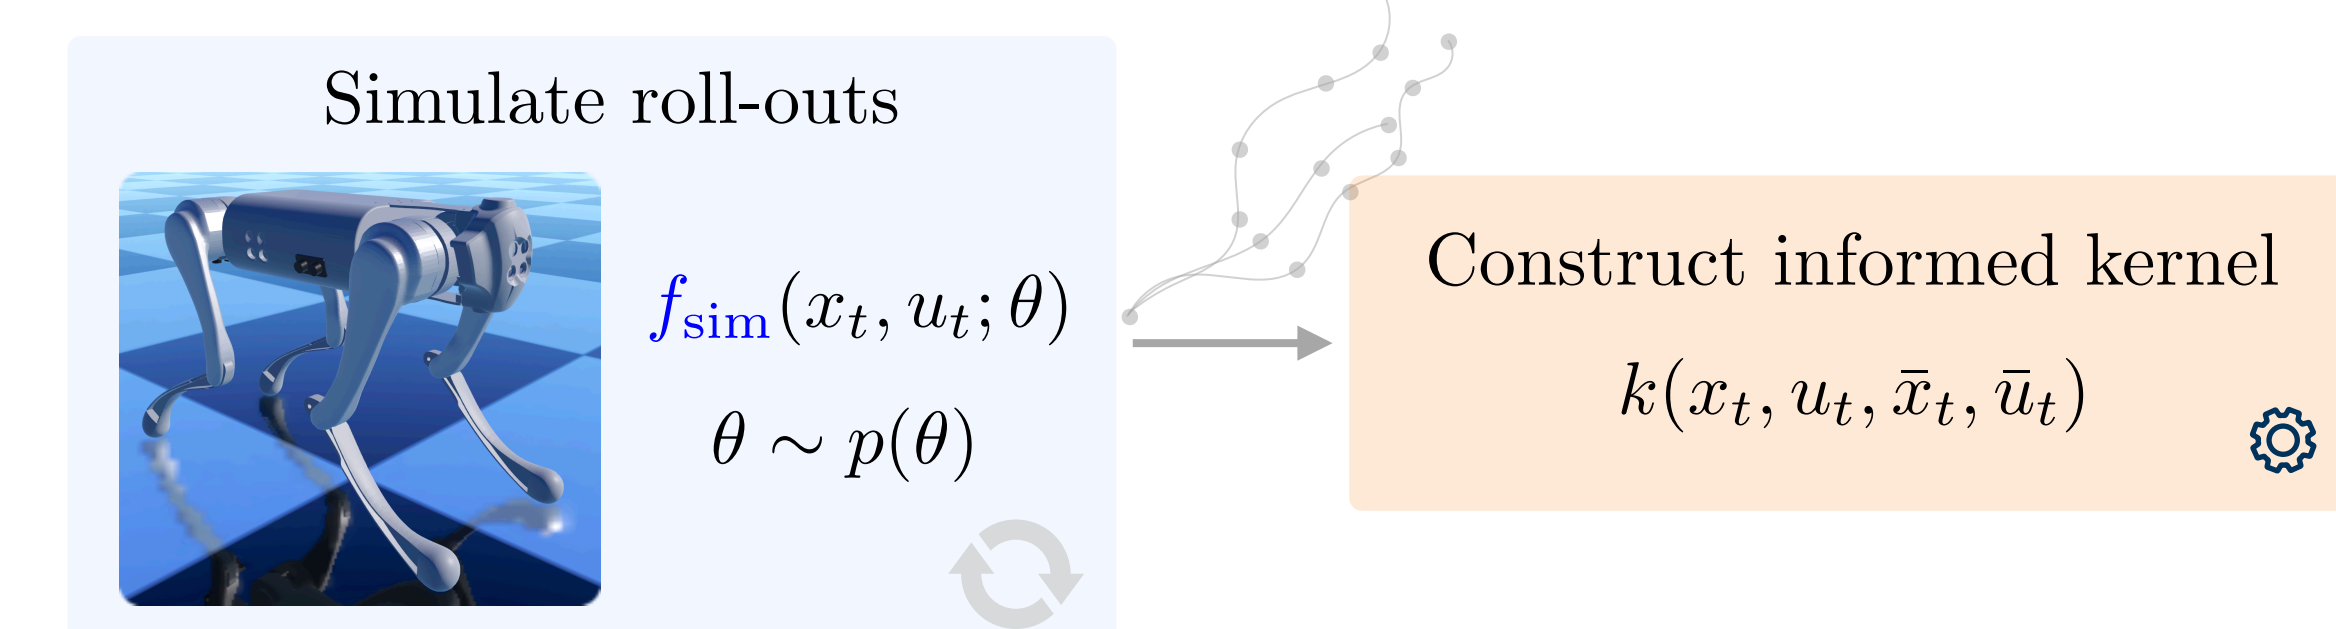 Simulate roll-outs
f_sim(x_t, u_t; θ)
θ ∼ p(θ)
Construct informed kernel
k(x_t, u_t, x̄_t, ū_t)